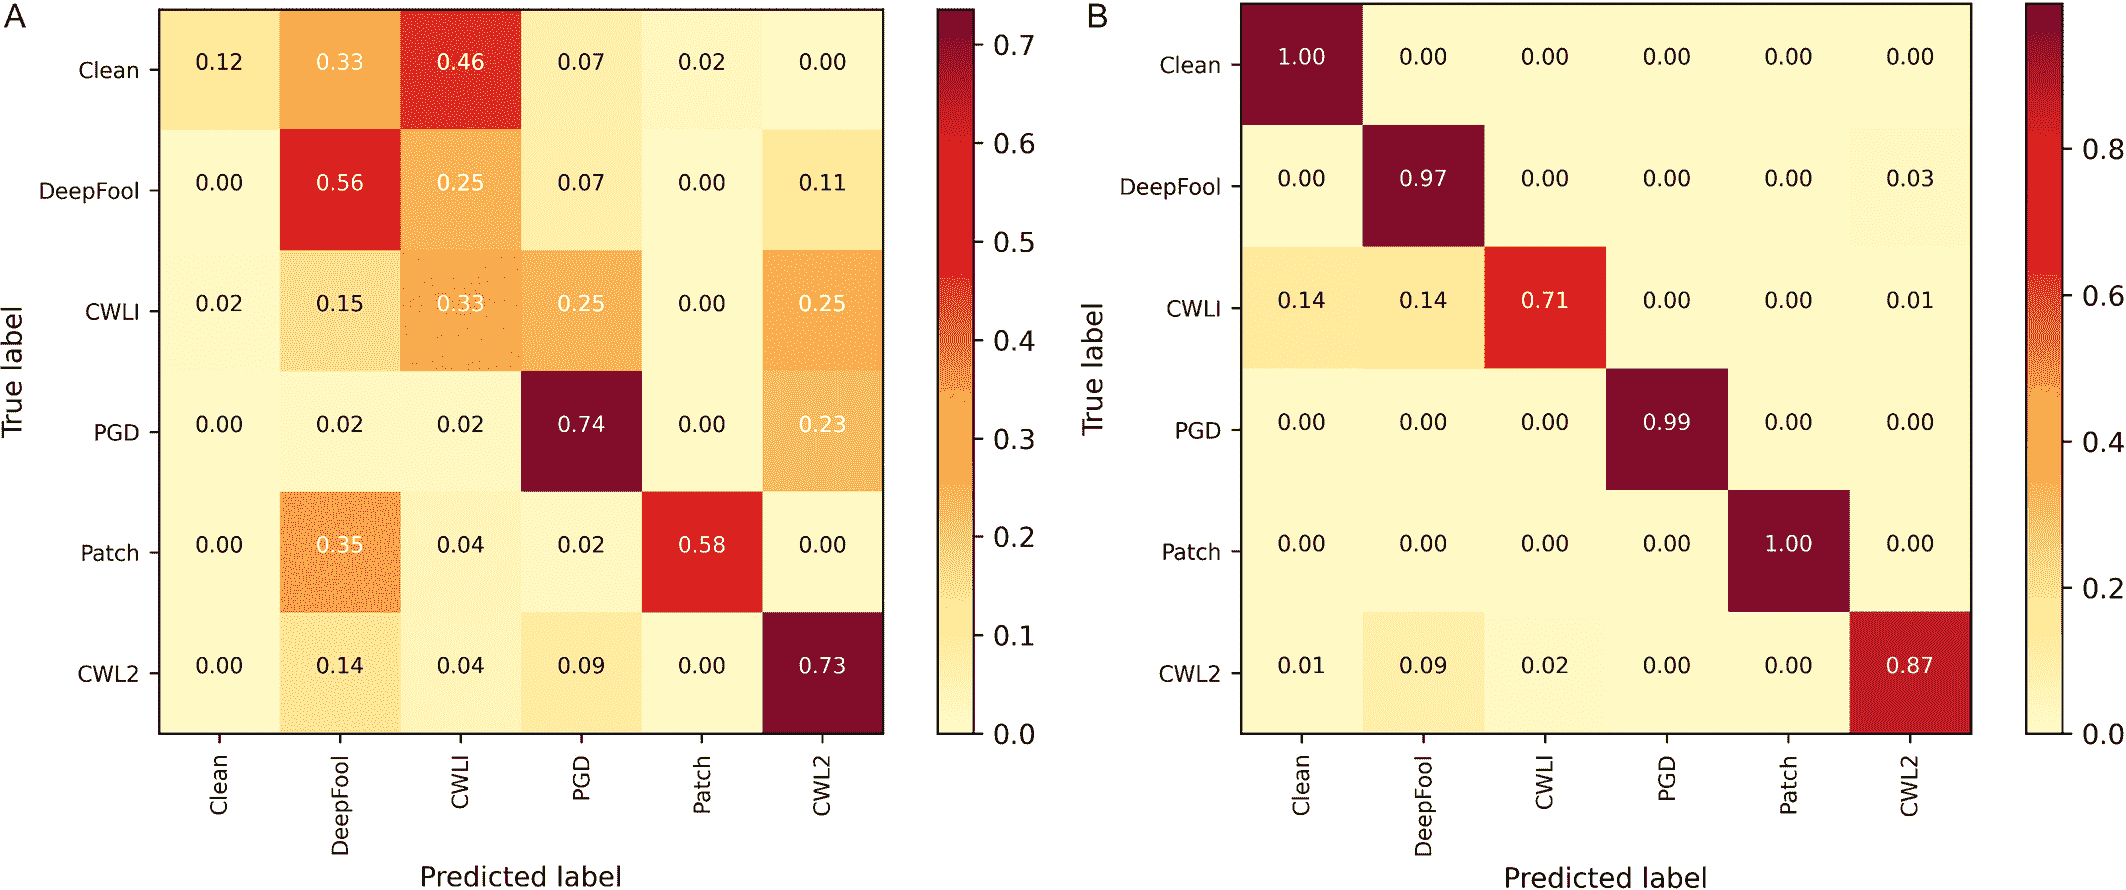 A
True label
Clean 0.12 0.33 0.46 0.07 0.02 0.00
DeepFool 0.00 0.56 0.25 0.07 0.00 0.11
CWLI 0.02 0.15 0.33 0.25 0.00 0.25
PGD 0.00 0.02 0.02 0.74 0.00 0.23
Patch 0.00 0.35 0.04 0.02 0.58 0.00
CWL2 0.00 0.14 0.04 0.09 0.00 0.73
Clean DeepFool CWLI PGD Patch CWL2
Predicted label
0.7
0.6
0.5
0.4
0.3
0.2
0.1
0.0
B
True label
Clean 1.00 0.00 0.00 0.00 0.00 0.00
DeepFool 0.00 0.97 0.00 0.00 0.00 0.03
CWLI 0.14 0.14 0.71 0.00 0.00 0.01
PGD 0.00 0.00 0.00 0.99 0.00 0.00
Patch 0.00 0.00 0.00 0.00 1.00 0.00
CWL2 0.01 0.09 0.02 0.00 0.00 0.87
Clean DeepFool CWLI PGD Patch CWL2
Predicted label
0.8
0.6
0.4
0.2
0.0